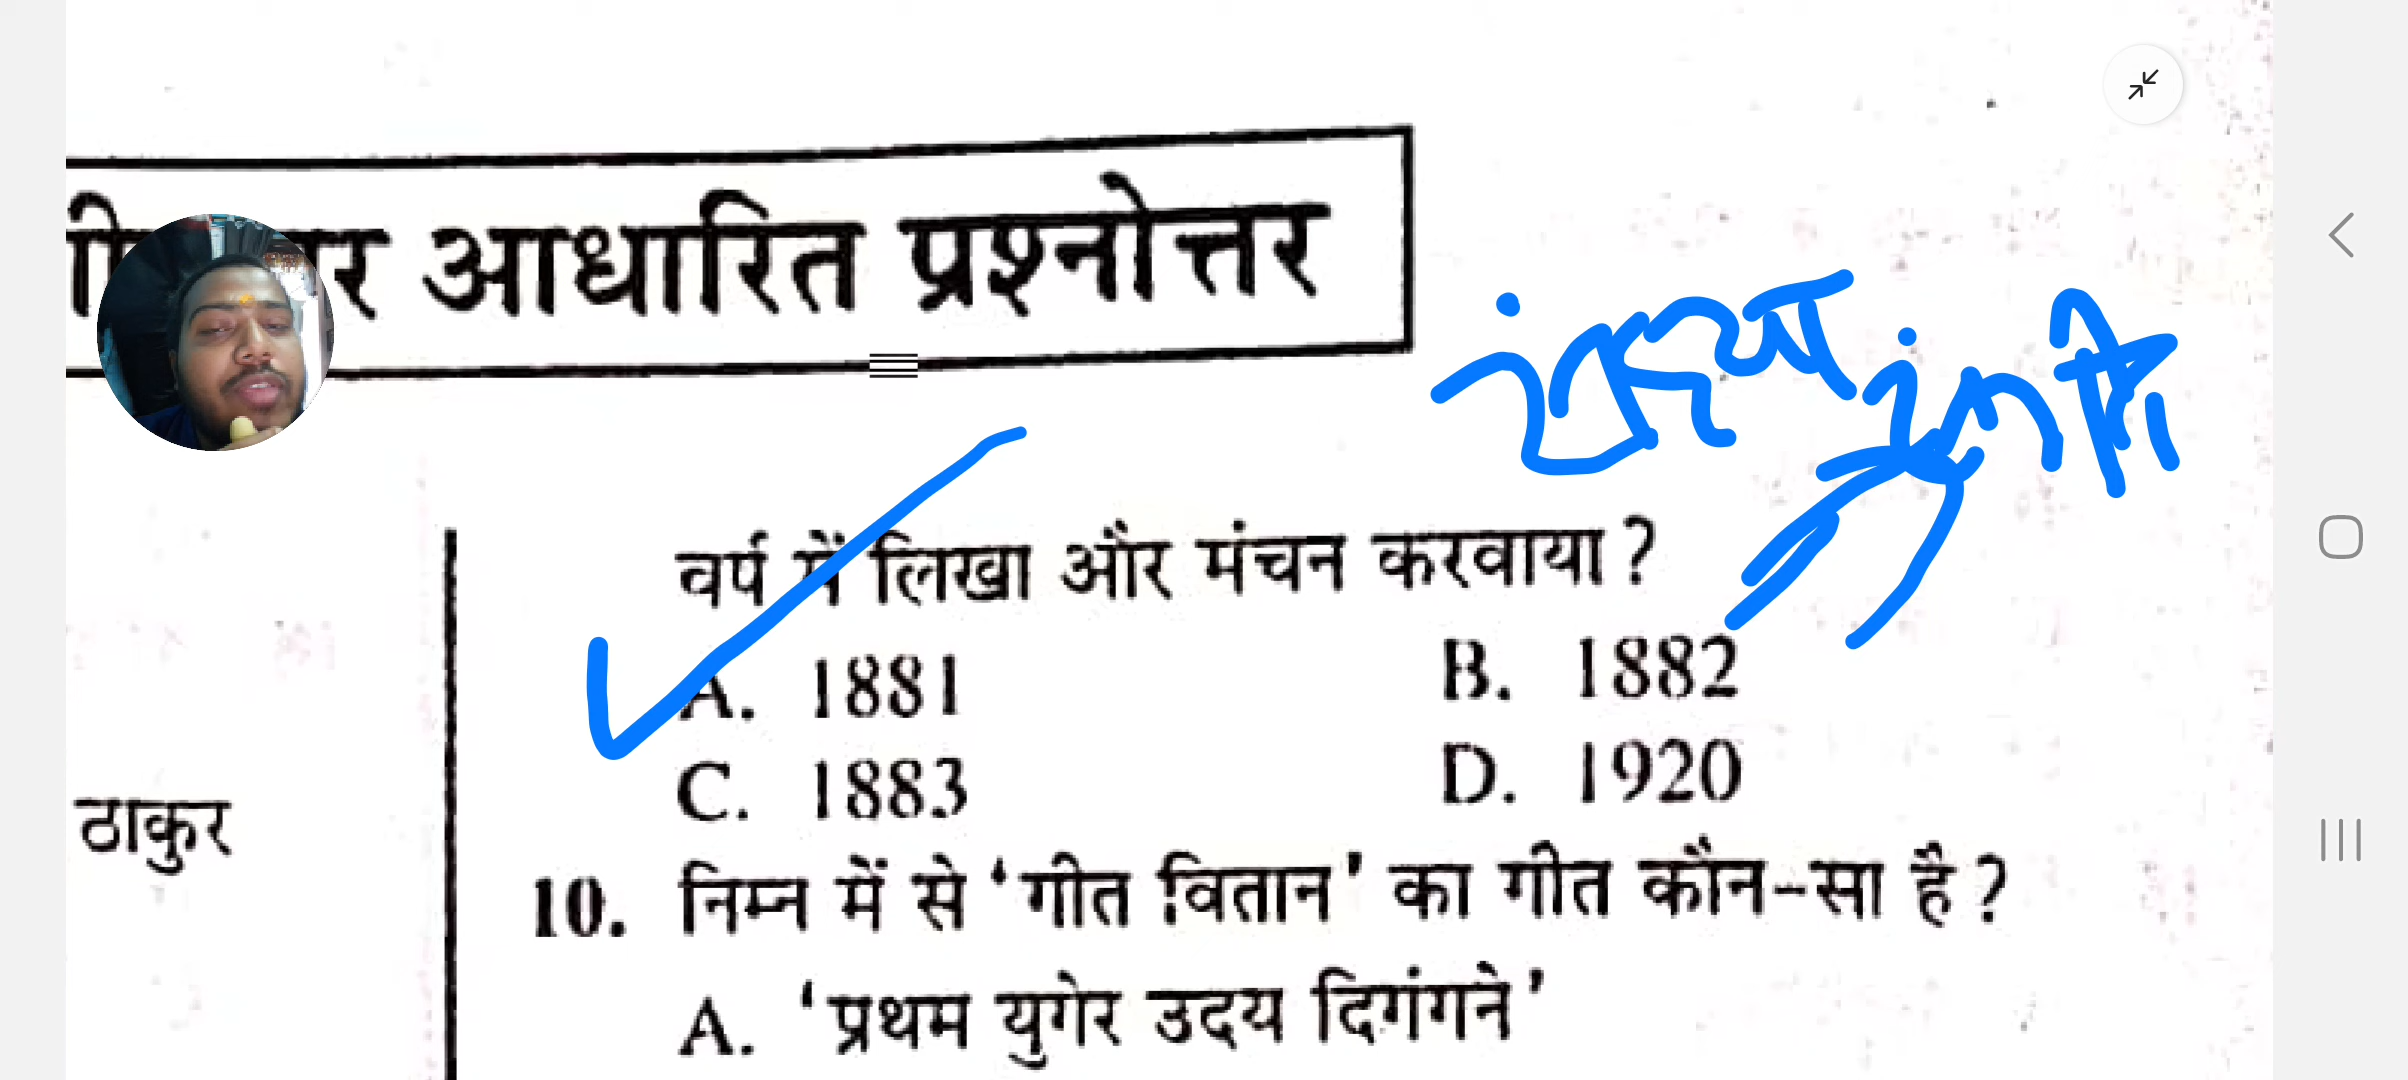 आधारित प्रश्नोत्तर
वर्ष में लिखा और मंचन करवाया?
A. 1881
B. 1882
C. 1883
D. 1920
ठाकुर
10. निम्न में से ‘गीत वितान’ का गीत कौन-सा है?
A. ‘प्रथम युगेर उदय दिगंगने’